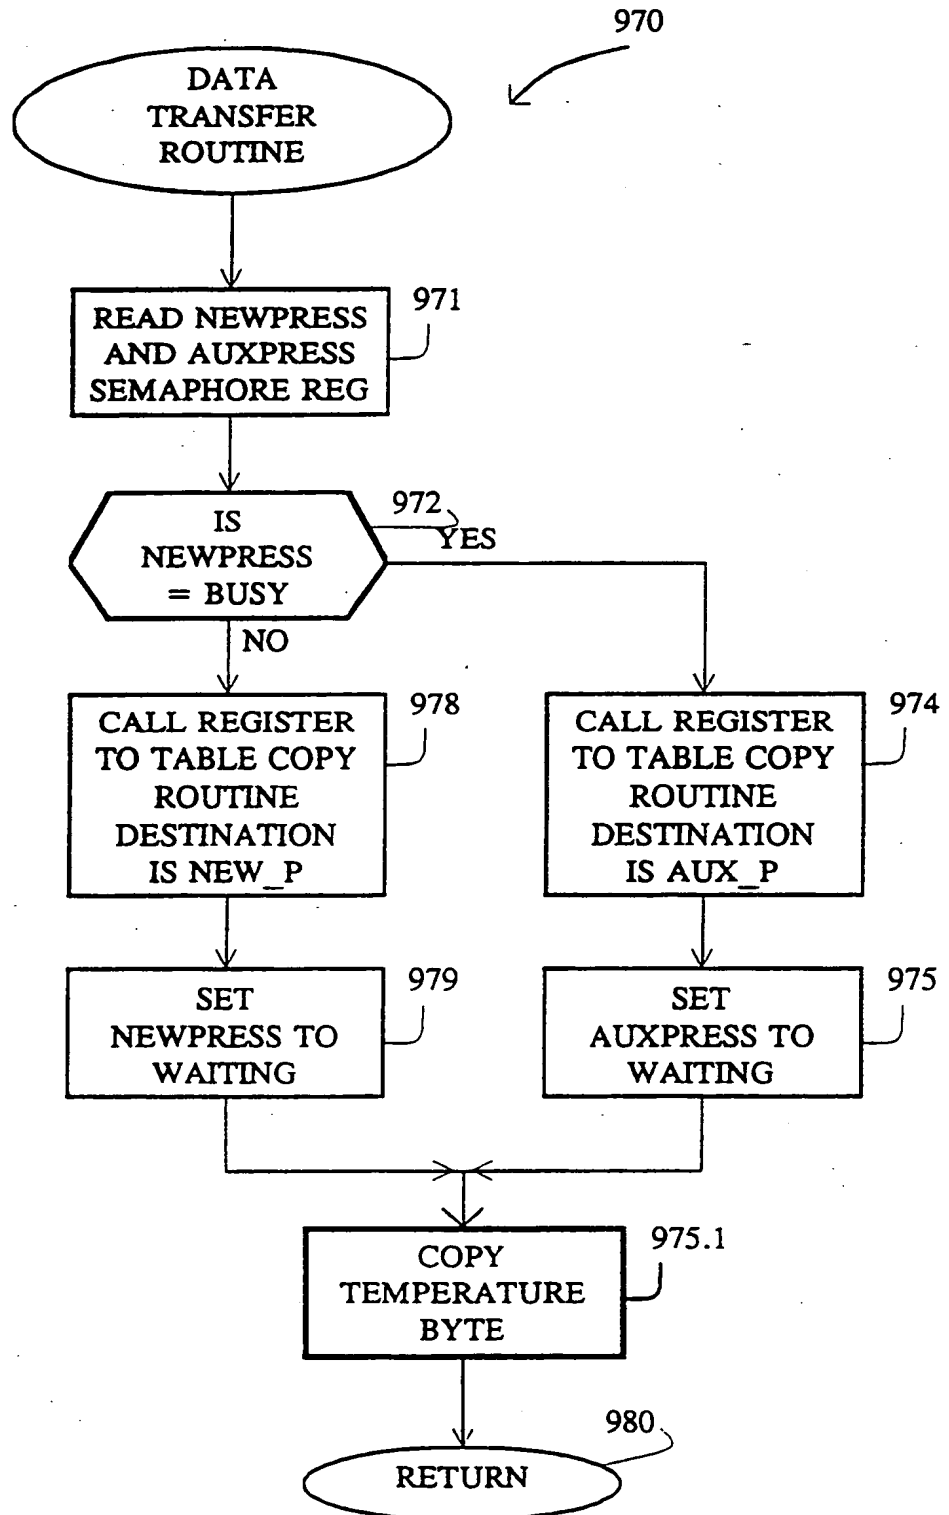 970
DATA
TRANSFER
ROUTINE
971
READ NEWPRESS
AND AUXPRESS
SEMAPHORE REG
972
IS
NEWPRESS
= BUSY
YES
NO
978
CALL REGISTER
TO TABLE COPY
ROUTINE
DESTINATION
IS NEW_P
974
CALL REGISTER
TO TABLE COPY
ROUTINE
DESTINATION
IS AUX_P
979
SET
NEWPRESS TO
WAITING
975
SET
AUXPRESS TO
WAITING
975.1
COPY
TEMPERATURE
BYTE
980
RETURN